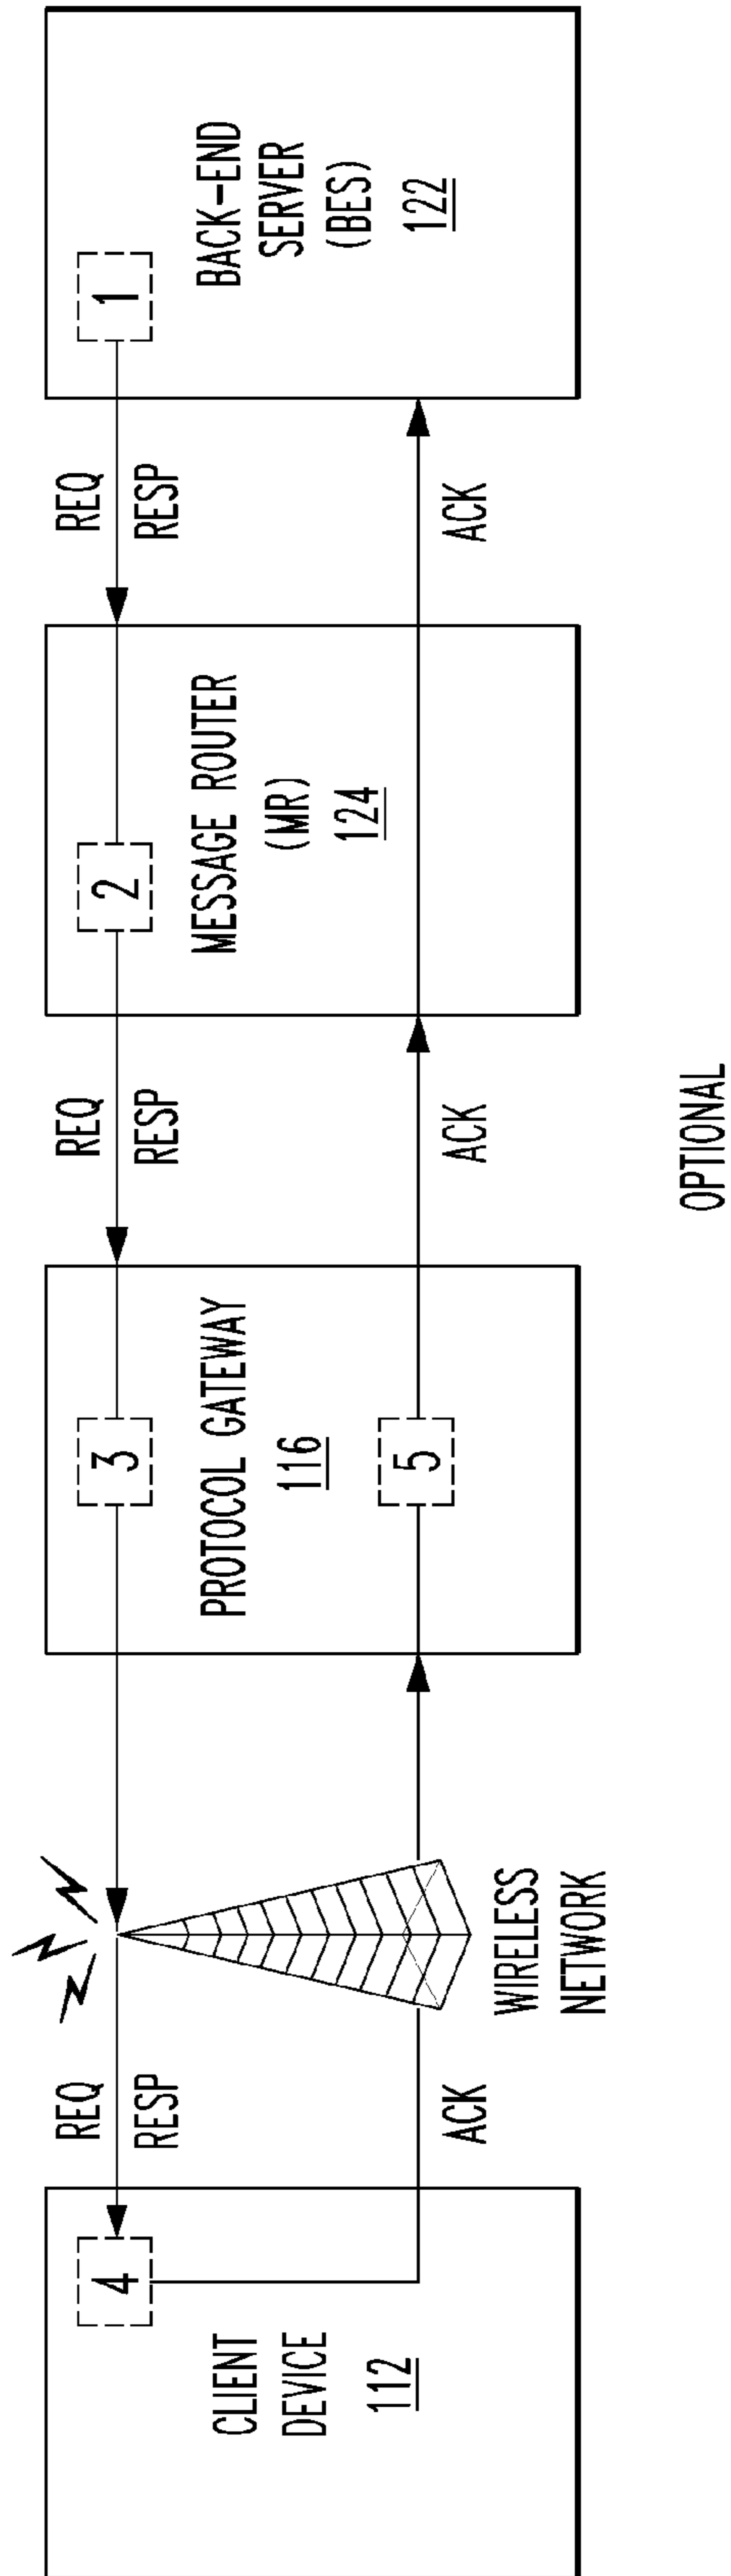 CLIENT
DEVICE
112
4
REQ
RESP
ACK
WIRELESS
NETWORK
PROTOCOL GATEWAY
116
3
5
REQ
RESP
ACK
MESSAGE ROUTER
(MR)
124
2
REQ
RESP
ACK
BACK-END
SERVER
(BES)
122
1
OPTIONAL